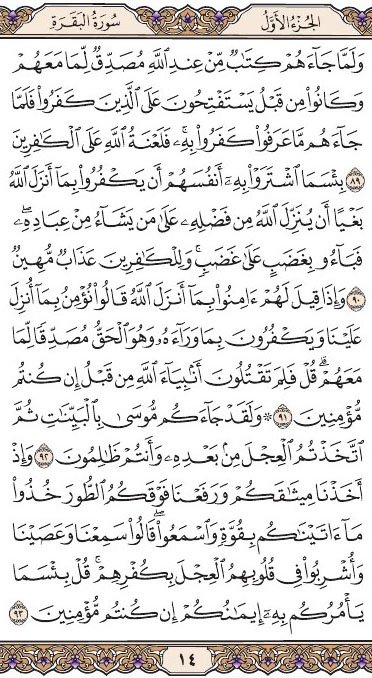 الجُزْءُ الأَوَّلُ سُورَةُ البَقَرَةِ
وَلَمَّا جَآءَهُمْ كِتَٰبٌ مِّنْ عِندِ ٱللَّهِ مُصَدِّقٌ لِّمَا مَعَهُمْ
وَكَانُوا۟ مِن قَبْلُ يَسْتَفْتِحُونَ عَلَى ٱلَّذِينَ كَفَرُوا۟ فَلَمَّا
جَآءَهُم مَّا عَرَفُوا۟ كَفَرُوا۟ بِهِۦۚ فَلَعْنَةُ ٱللَّهِ عَلَى ٱلْكَٰفِرِينَ
٨٩ بِئْسَمَا ٱشْتَرَوْا۟ بِهِۦٓ أَنفُسَهُمْ أَن يَكْفُرُوا۟ بِمَآ أَنزَلَ ٱللَّهُ
بَغْيًا أَن يُنَزِّلَ ٱللَّهُ مِن فَضْلِهِۦ عَلَىٰ مَن يَشَآءُ مِنْ عِبَادِهِۦۖ
فَبَآءُو بِغَضَبٍ عَلَىٰ غَضَبٍۚ وَلِلْكَٰفِرِينَ عَذَابٌ مُّهِينٌ
٩٠ وَإِذَا قِيلَ لَهُمْ ءَامِنُوا۟ بِمَآ أَنزَلَ ٱللَّهُ قَالُوا۟ نُؤْمِنُ بِمَآ أُنزِلَ
عَلَيْنَا وَيَكْفُرُونَ بِمَا وَرَآءَهُۥ وَهُوَ ٱلْحَقُّ مُصَدِّقًا لِّمَا
مَعَهُمْۗ قُلْ فَلِمَ تَقْتُلُونَ أَنۢبِيَآءَ ٱللَّهِ مِن قَبْلُ إِن كُنتُم
مُّؤْمِنِينَ ٩١ ۞ وَلَقَدْ جَآءَكُم مُّوسَىٰ بِٱلْبَيِّنَٰتِ ثُمَّ
ٱتَّخَذْتُمُ ٱلْعِجْلَ مِنۢ بَعْدِهِۦ وَأَنتُمْ ظَٰلِمُونَ ٩٢ وَإِذْ
أَخَذْنَا مِيثَٰقَكُمْ وَرَفَعْنَا فَوْقَكُمُ ٱلطُّورَ خُذُوا۟
مَآ ءَاتَيْنَٰكُم بِقُوَّةٍ وَٱسْمَعُوا۟ۖ قَالُوا۟ سَمِعْنَا وَعَصَيْنَا
وَأُشْرِبُوا۟ فِى قُلُوبِهِمُ ٱلْعِجْلَ بِكُفْرِهِمْۚ قُلْ بِئْسَمَا
يَأْمُرُكُم بِهِۦٓ إِيمَٰنُكُمْ إِن كُنتُم مُّؤْمِنِينَ ٩٣
١٤